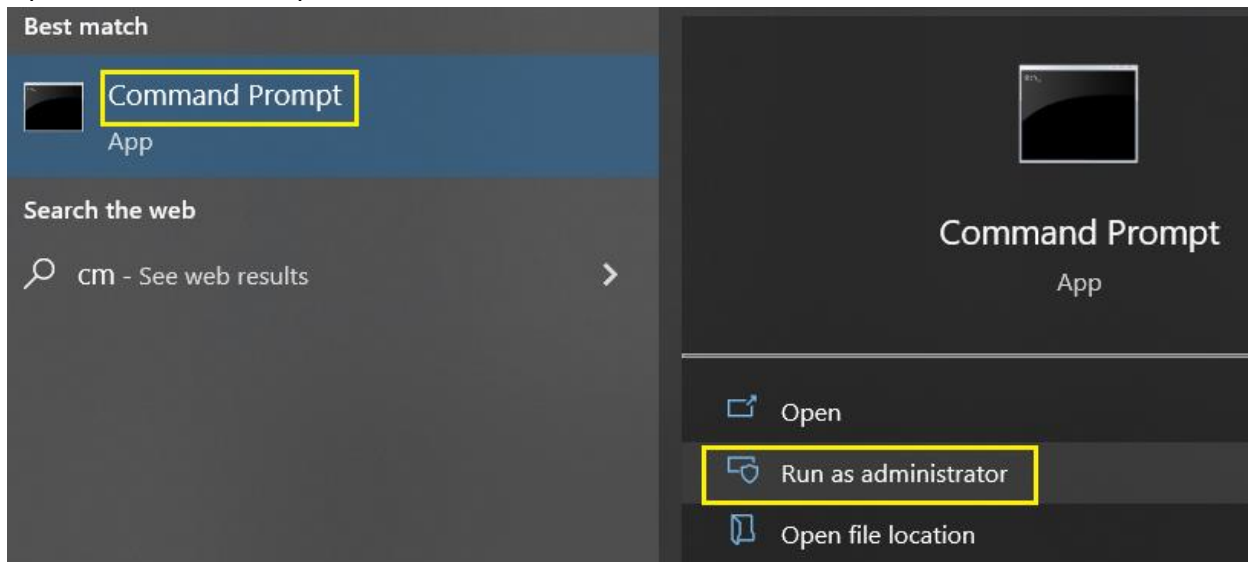 Best match
Command Prompt
App
Search the web
cm - See web results
Command Prompt
App
Open
Run as administrator
Open file location